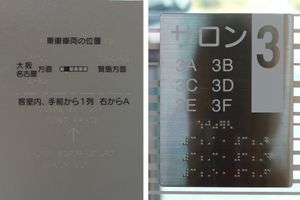 乗車車両の位置
大阪
名古屋 方面 賢島方面
客室内、手前から1列 右からA
サロン 3
3A 3B
3C 3D
3E 3F